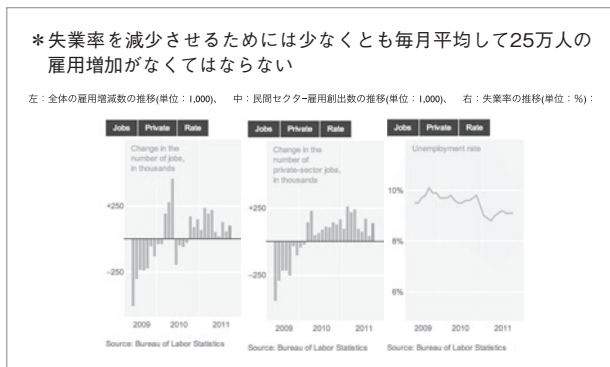 ＊失業率を減少させるためには少なくとも毎月平均して25万人の
雇用増加がなくてはならない
左：全体の雇用増減数の推移(単位：1,000)、　中：民間セクター雇用創出数の推移(単位：1,000)、　右：失業率の推移(単位：%)：
Jobs Private Rate
Change in the
number of jobs,
in thousands
+250
-250
2009 2010 2011
Source: Bureau of Labor Statistics
Jobs Private Rate
Change in the
number of
private-sector jobs,
in thousands
+250
-250
2009 2010 2011
Source: Bureau of Labor Statistics
Jobs Private Rate
Unemployment rate
10%
8%
6%
2009 2010 2011
Source: Bureau of Labor Statistics